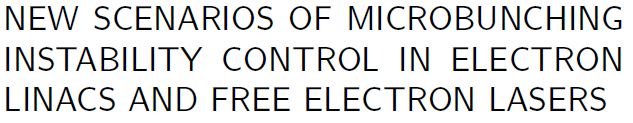 NEW SCENARIOS OF MICROBUNCHING
INSTABILITY CONTROL IN ELECTRON
LINACS AND FREE ELECTRON LASERS